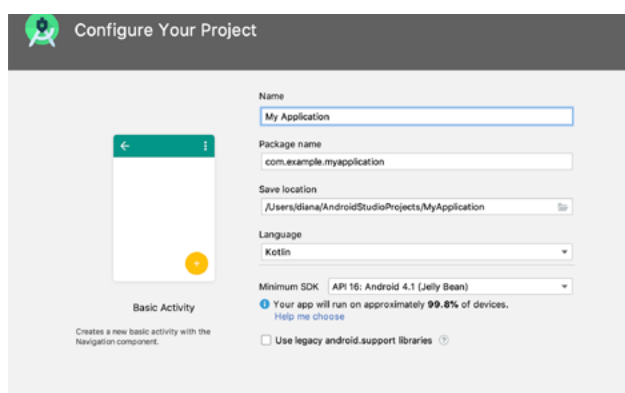 Configure Your Project
Name
My Application
Package name
com.example.myapplication
Save location
/Users/diana/AndroidStudioProjects/MyApplication
Language
Kotlin
Minimum SDK API 16: Android 4.1 (Jelly Bean)
Your app will run on approximately 99.8% of devices.
Help me choose
Use legacy android.support libraries ?
Basic Activity
Creates a new basic activity with the
Navigation component.